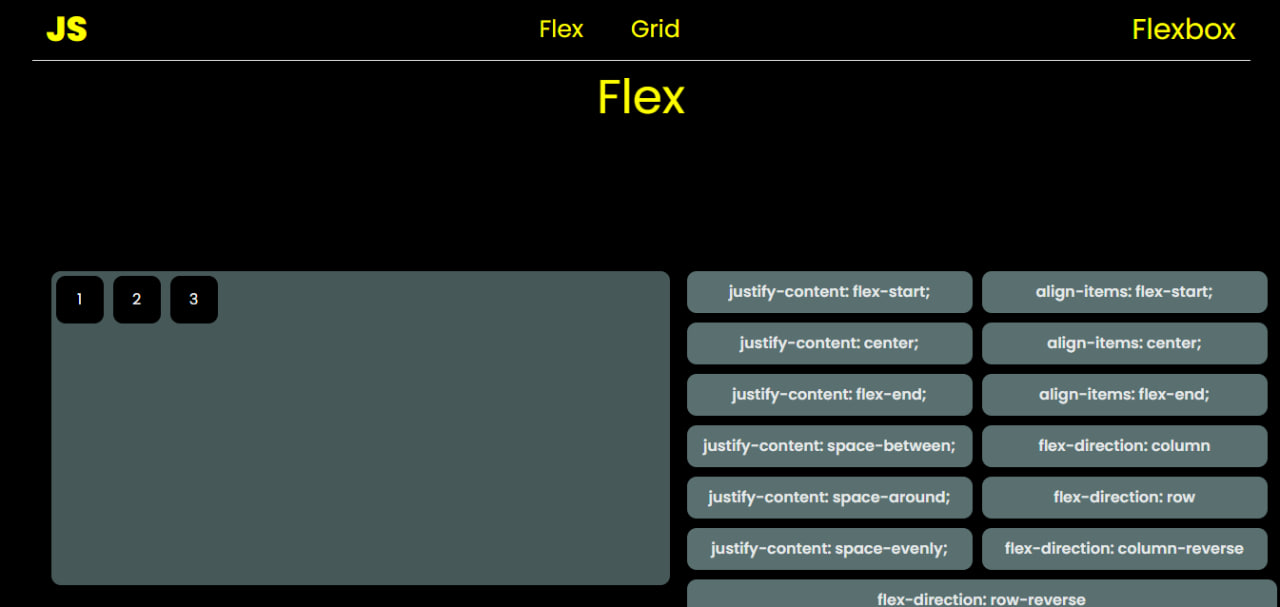 JS
Flex
Grid
Flexbox
Flex
1
2
3
justify-content: flex-start;
align-items: flex-start;
justify-content: center;
align-items: center;
justify-content: flex-end;
align-items: flex-end;
justify-content: space-between;
flex-direction: column
justify-content: space-around;
flex-direction: row
justify-content: space-evenly;
flex-direction: column-reverse
flex-direction: row-reverse